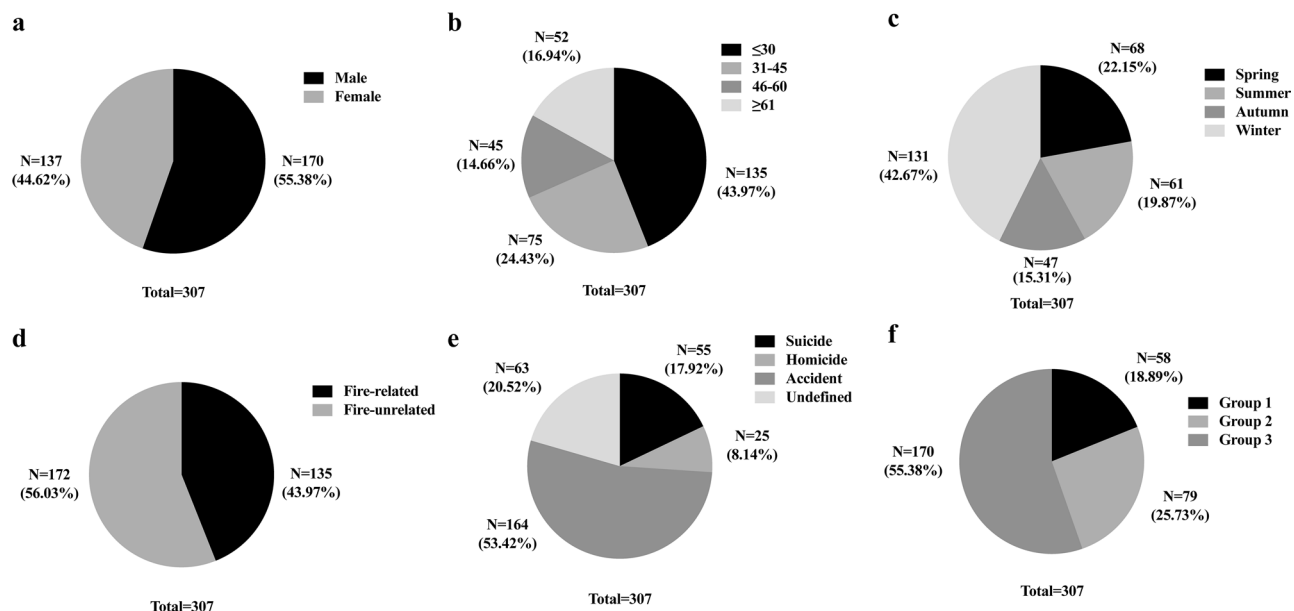 a
Male
Female
N=137
(44.62%)
N=170
(55.38%)
Total=307
b
N=52
(16.94%)
≤30
31-45
46-60
≥61
N=45
(14.66%)
N=135
(43.97%)
N=75
(24.43%)
Total=307
c
N=68
(22.15%)
Spring
Summer
Autumn
Winter
N=131
(42.67%)
N=61
(19.87%)
N=47
(15.31%)
Total=307
d
Fire-related
Fire-unrelated
N=172
(56.03%)
N=135
(43.97%)
Total=307
e
N=63
(20.52%)
N=55
(17.92%)
Suicide
Homicide
Accident
Undefined
N=25
(8.14%)
N=164
(53.42%)
Total=307
f
N=58
(18.89%)
Group 1
Group 2
Group 3
N=170
(55.38%)
N=79
(25.73%)
Total=307